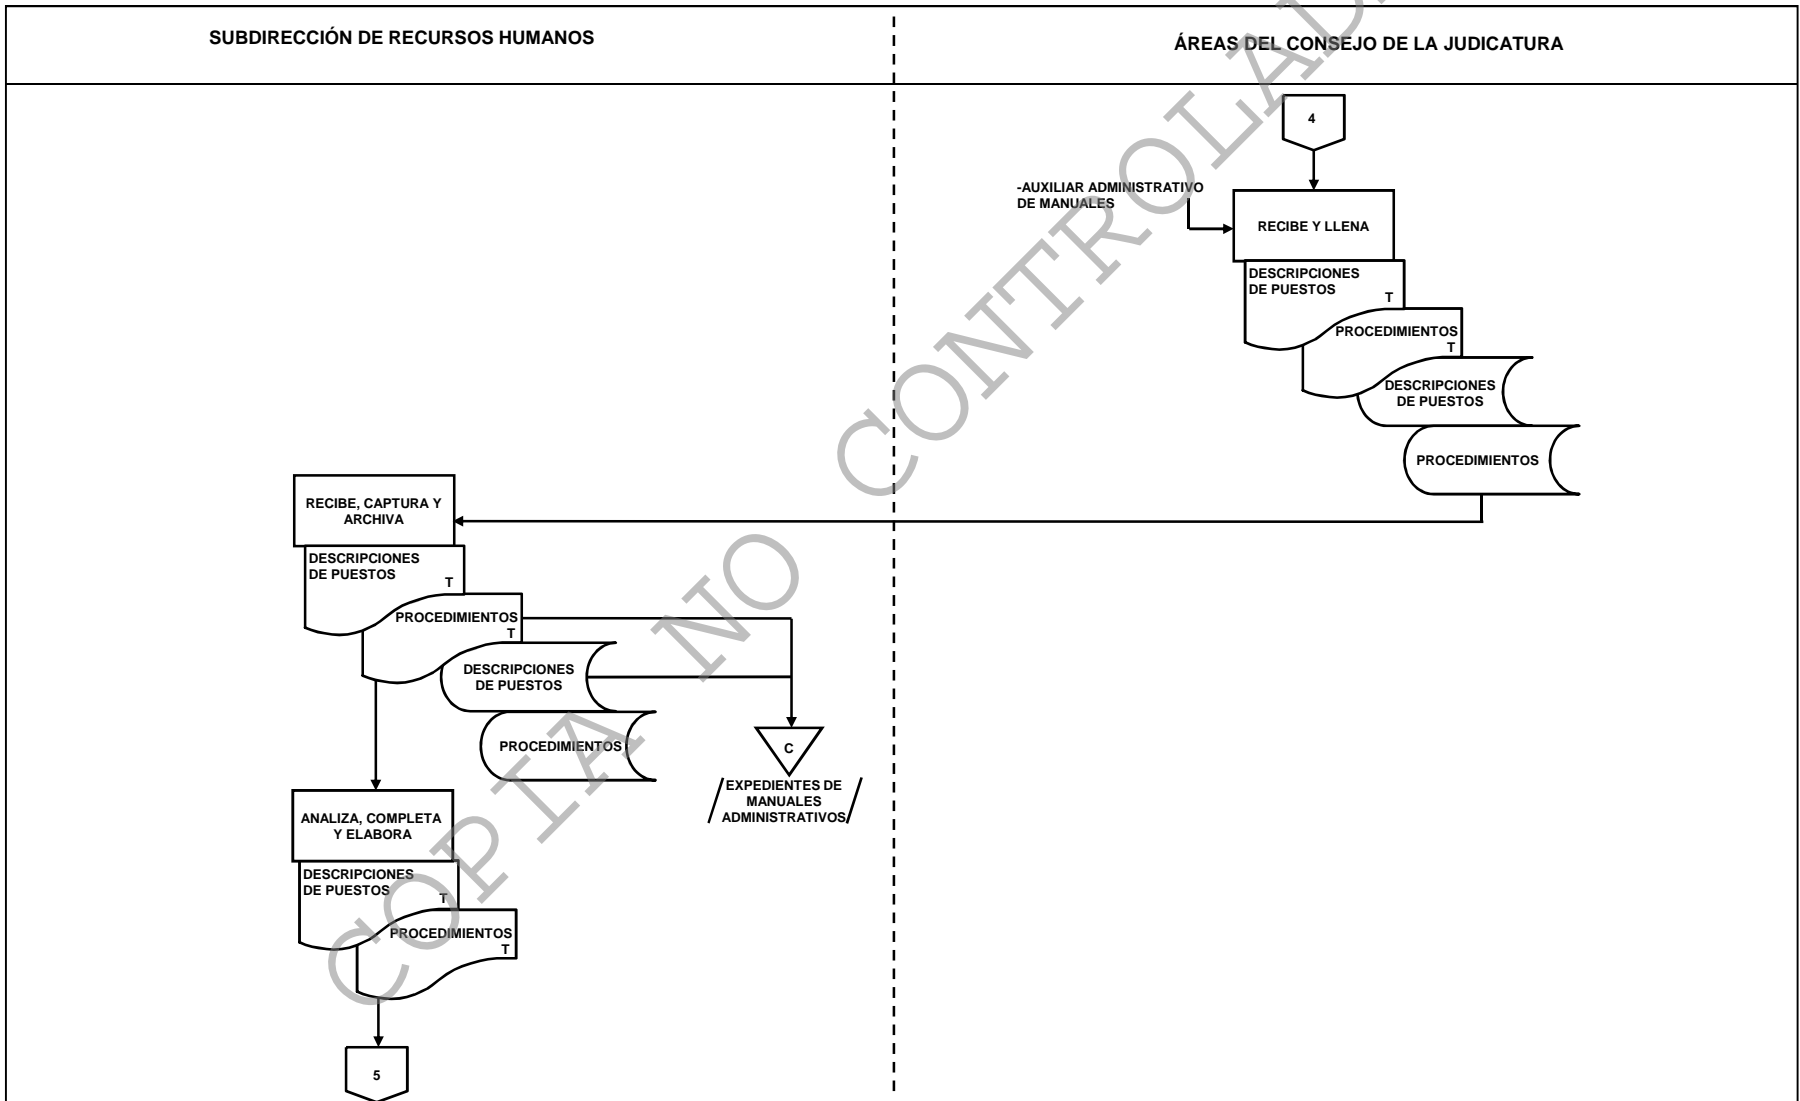 SUBDIRECCIÓN DE RECURSOS HUMANOS
ÁREAS DEL CONSEJO DE LA JUDICATURA
4
-AUXILIAR ADMINISTRATIVO
DE MANUALES
RECIBE Y LLENA
DESCRIPCIONES
DE PUESTOS
T
PROCEDIMIENTOS
T
DESCRIPCIONES
DE PUESTOS
PROCEDIMIENTOS
RECIBE, CAPTURA Y
ARCHIVA
DESCRIPCIONES
DE PUESTOS
T
PROCEDIMIENTOS
T
DESCRIPCIONES
DE PUESTOS
PROCEDIMIENTOS
C
EXPEDIENTES DE
MANUALES
ADMINISTRATIVOS
ANALIZA, COMPLETA
Y ELABORA
DESCRIPCIONES
DE PUESTOS
T
PROCEDIMIENTOS
T
5
COPIA NO CONTROLAD